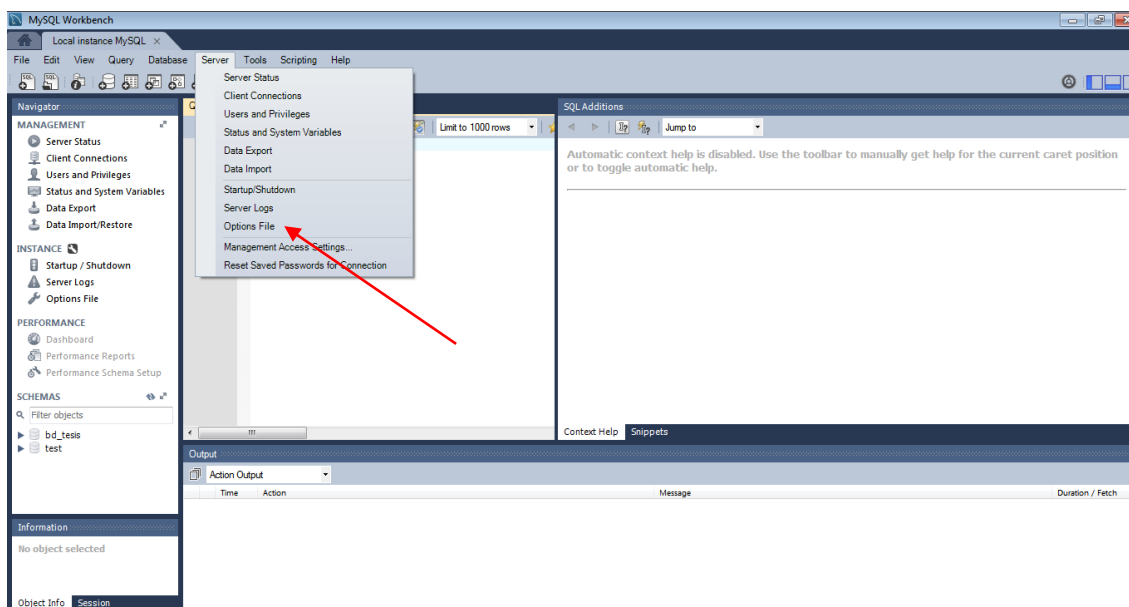 MySQL Workbench
Local instance MySQL
File Edit View Query Database Server Tools Scripting Help
Server Status
Client Connections
Users and Privileges
Status and System Variables
Data Export
Data Import
Startup/Shutdown
Server Logs
Options File
Management Access Settings...
Reset Saved Passwords for Connection
Navigator
MANAGEMENT
Server Status
Client Connections
Users and Privileges
Status and System Variables
Data Export
Data Import/Restore
INSTANCE
Startup / Shutdown
Server Logs
Options File
PERFORMANCE
Dashboard
Performance Reports
Performance Schema Setup
SCHEMAS
Filter objects
bd_tesis
test
Information
No object selected
Object Info Session
Limit to 1000 rows
SQL Additions
Jump to
Automatic context help is disabled. Use the toolbar to manually get help for the current caret position
or to toggle automatic help.
Context Help Snippets
Output
Action Output
Time Action Message Duration / Fetch